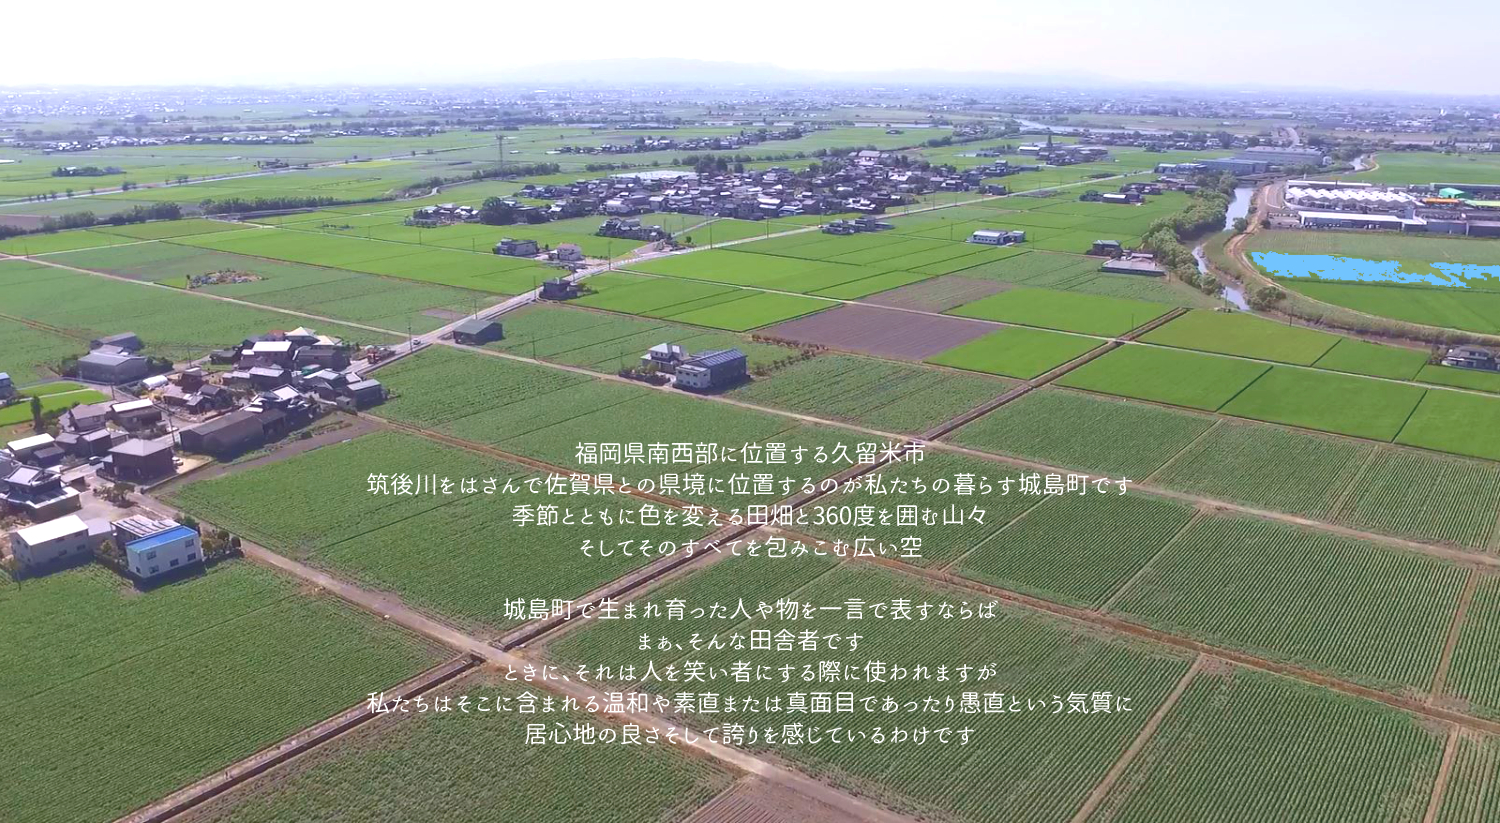 福岡県南西部に位置する久留米市
筑後川をはさんで佐賀県との県境に位置するのが私たちの暮らす城島町です
季節とともに色を変える田畑と360度を囲む山々
そしてそのすべてを包みこむ広い空
城島町で生まれ育った人や物を一言で表すならば
まぁ、そんな田舎者です
ときに、それは人を笑い者にする際に使われますが
私たちはそこに含まれる温和や素直または真面目であったり愚直という気質に
居心地の良さそして誇りを感じているわけです